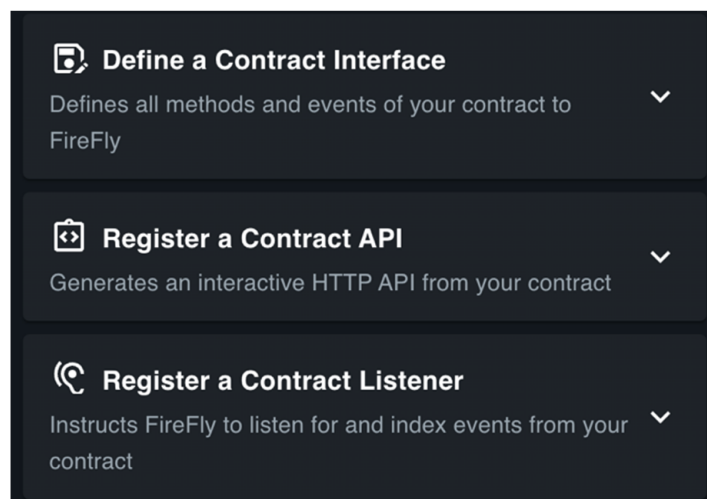 Define a Contract Interface
Defines all methods and events of your contract to
FireFly
Register a Contract API
Generates an interactive HTTP API from your contract
Register a Contract Listener
Instructs FireFly to listen for and index events from your
contract